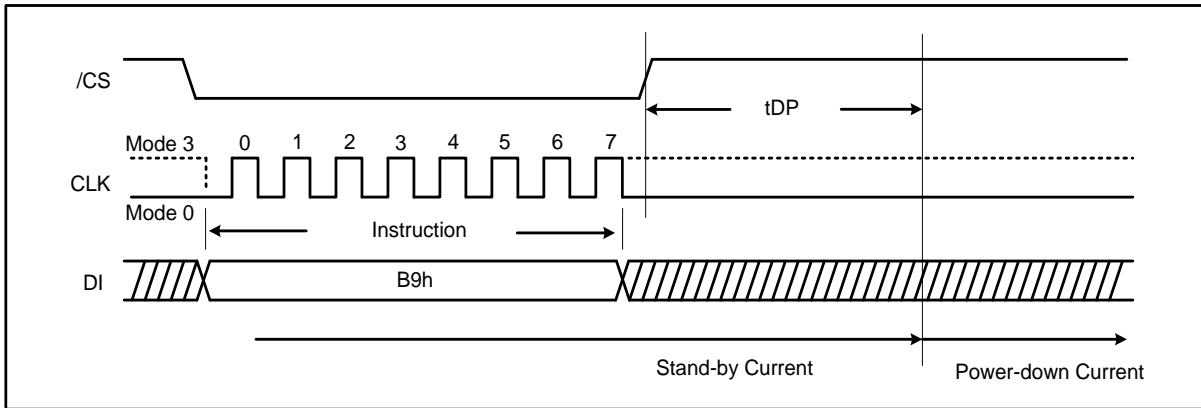 /CS
tDP
Mode 3
0 1 2 3 4 5 6 7
CLK
Mode 0
Instruction
DI
B9h
Stand-by Current
Power-down Current